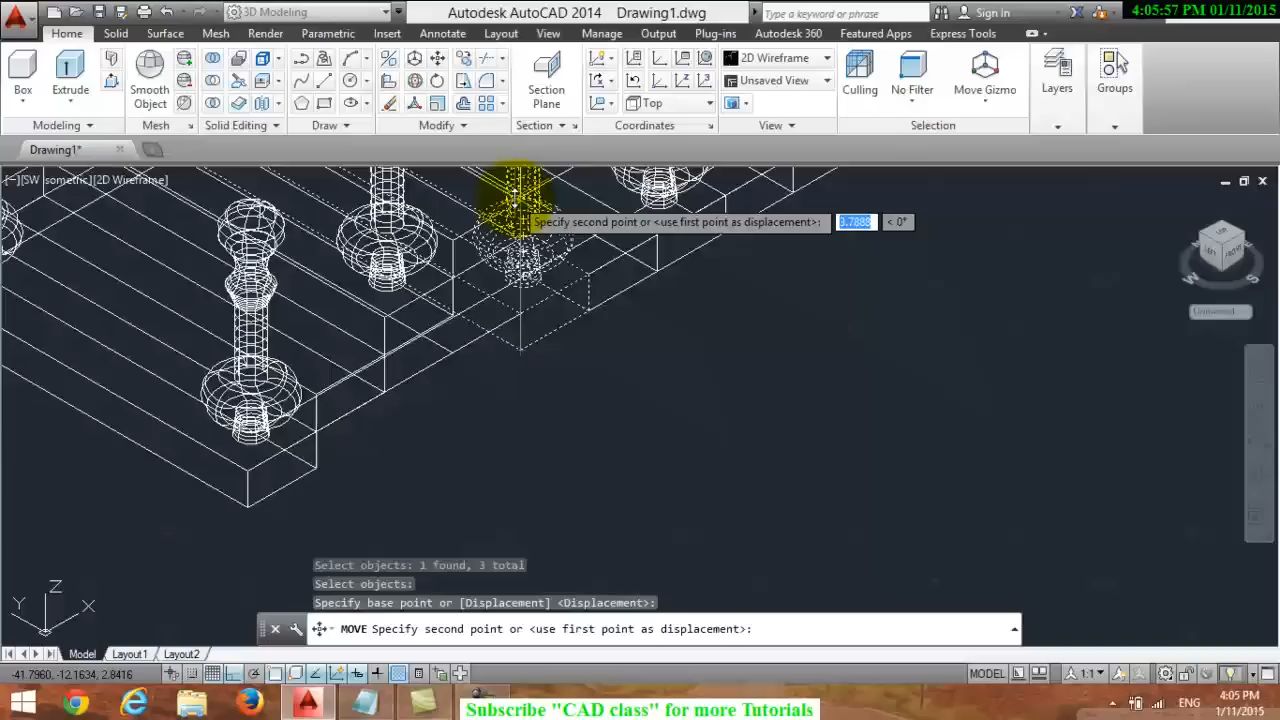 3D Modeling
Autodesk AutoCAD 2014 Drawing1.dwg
Type a keyword or phrase
Sign In
4:05:57 PM 01/11/2015
Home Solid Surface Mesh Render Parametric Insert Annotate Layout View Manage Output Plug-ins Autodesk 360 Featured Apps Express Tools
2D Wireframe
Unsaved View
Top
Box
Extrude
Smooth Object
Section Plane
Culling
No Filter
Move Gizmo
Layers
Groups
Modeling Mesh Solid Editing Draw Modify Section Coordinates View Selection
Drawing1*
[−][SW Isometric][2D Wireframe]
Specify second point or <use first point as displacement>: 3.7888 < 0°
LEFT
FRONT
W
S
Unnamed
Select objects: 1 found, 3 total
Select objects:
Specify base point or [Displacement] <Displacement>:
MOVE Specify second point or <use first point as displacement>:
Z
Y
X
Model Layout1 Layout2
-41.7960, -12.1634, 2.8416
MODEL
1:1
ENG
4:05 PM
1/11/2015
Subscribe "CAD class" for more Tutorials